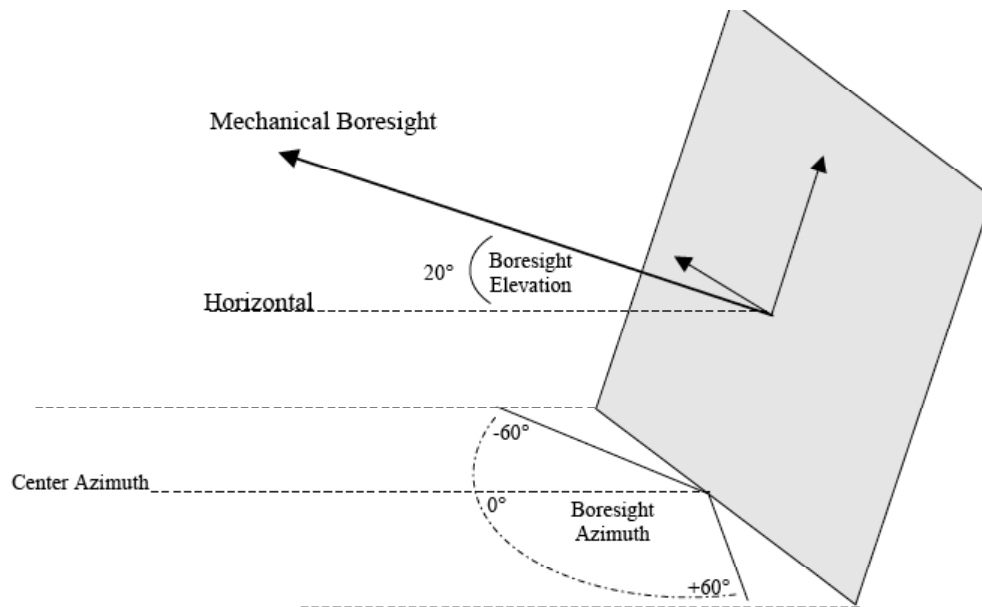 Mechanical Boresight
20°
Boresight
Elevation
Horizontal
-60°
Center Azimuth
0°
Boresight
Azimuth
+60°